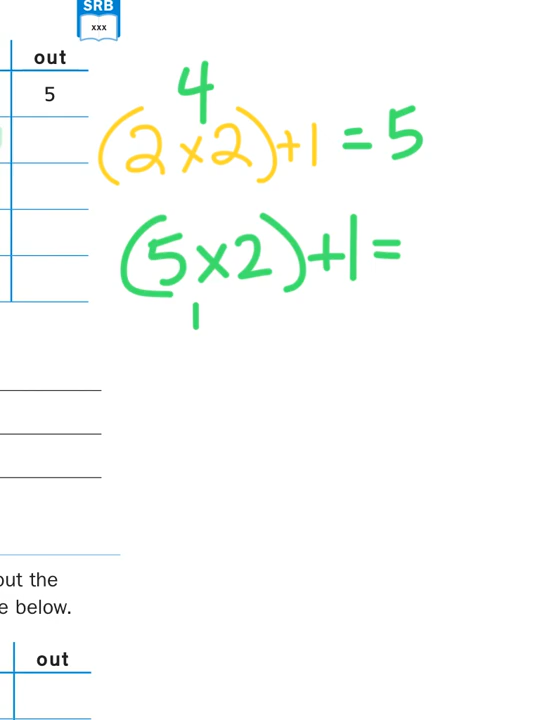 SRB
xxx
out
5
4
(2 x 2) + 1 = 5
(5 x 2) + 1 =
1
out the
e below.
out